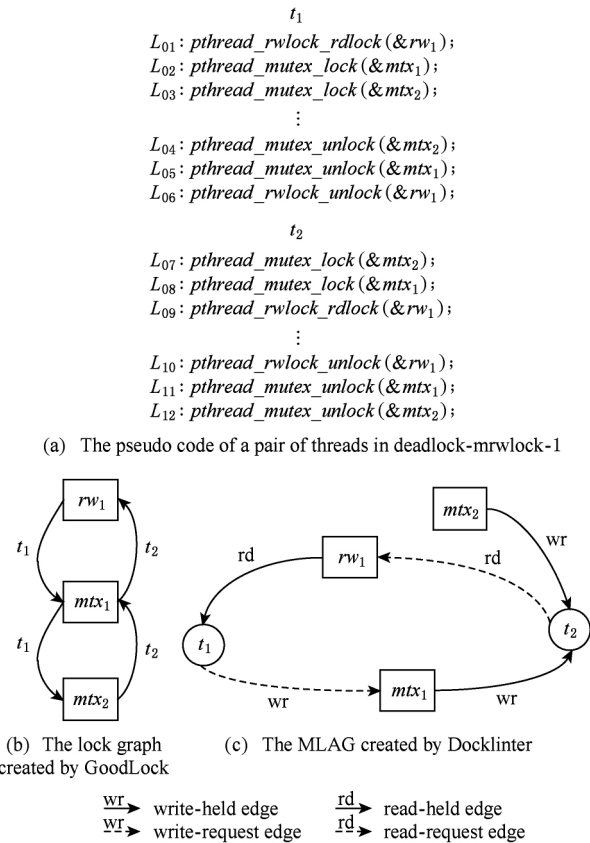 t₁
L₀₁: pthread_rwlock_rdlock(&rw₁);
L₀₂: pthread_mutex_lock(&mtx₁);
L₀₃: pthread_mutex_lock(&mtx₂);
⋮
L₀₄: pthread_mutex_unlock(&mtx₂);
L₀₅: pthread_mutex_unlock(&mtx₁);
L₀₆: pthread_rwlock_unlock(&rw₁);
t₂
L₀₇: pthread_mutex_lock(&mtx₂);
L₀₈: pthread_mutex_lock(&mtx₁);
L₀₉: pthread_rwlock_rdlock(&rw₁);
⋮
L₁₀: pthread_rwlock_unlock(&rw₁);
L₁₁: pthread_mutex_unlock(&mtx₁);
L₁₂: pthread_mutex_unlock(&mtx₂);
(a) The pseudo code of a pair of threads in deadlock-mrwlock-1
rw₁
t₁ t₂
mtx₁
t₁ t₂
mtx₂
(b) The lock graph
created by GoodLock
mtx₂
wr
rd rw₁ rd
t₁ t₂
wr mtx₁ wr
(c) The MLAG created by Docklinter
wr write-held edge rd read-held edge
wr write-request edge rd read-request edge